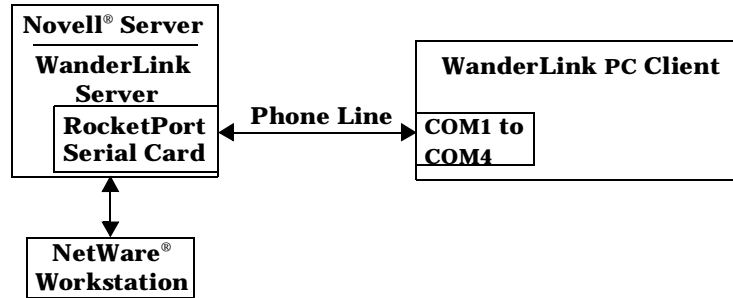 Novell® Server
WanderLink
Server
RocketPort
Serial Card
Phone Line
WanderLink PC Client
COM1 to
COM4
NetWare®
Workstation